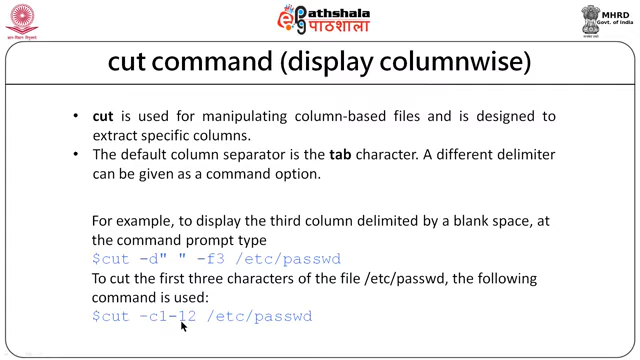 Pathshala
पाठशाला
MHRD
Govt. of India
cut command (display columnwise)
• cut is used for manipulating column-based files and is designed to
extract specific columns.
• The default column separator is the tab character. A different delimiter
can be given as a command option.
For example, to display the third column delimited by a blank space, at
the command prompt type
$cut -d" " -f3 /etc/passwd
To cut the first three characters of the file /etc/passwd, the following
command is used:
$cut -c1-12 /etc/passwd